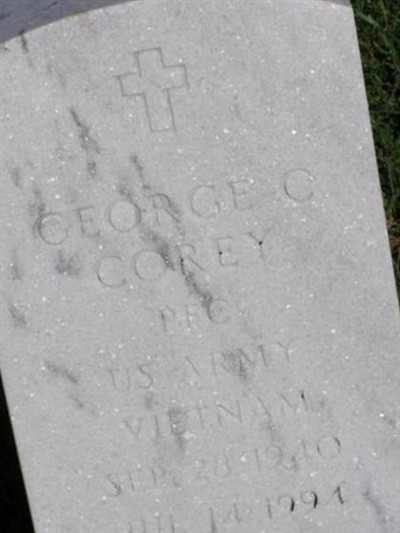 GEORGE C
COREY
PFC
US ARMY
VIETNAM
SEP 28 1940
JUL 14 1994